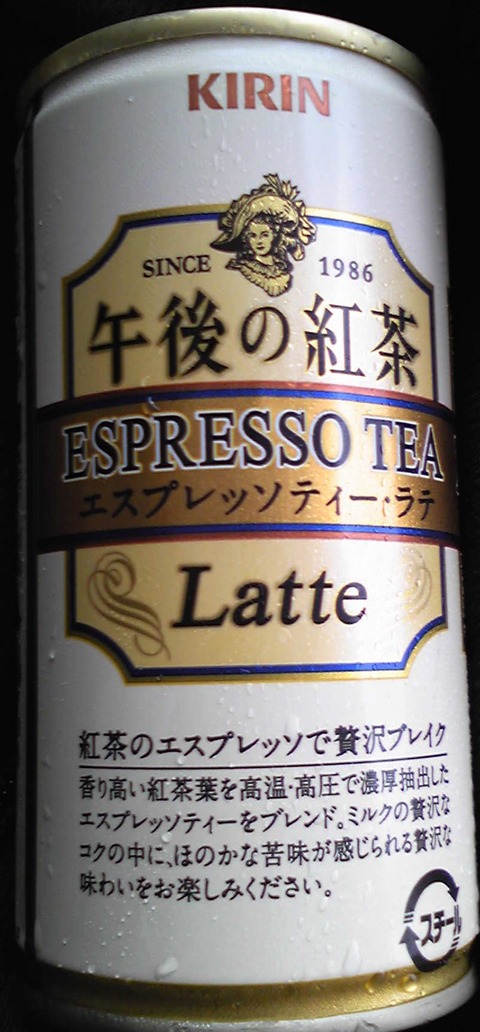 KIRIN
SINCE 1986
午後の紅茶
ESPRESSO TEA
エスプレッソティー・ラテ
Latte
紅茶のエスプレッソで贅沢ブレイク
香り高い紅茶葉を高温・高圧で濃厚抽出した
エスプレッソティーをブレンド。ミルクの贅沢な
コクの中に、ほのかな苦味が感じられる贅沢な
味わいをお楽しみください。
スチール